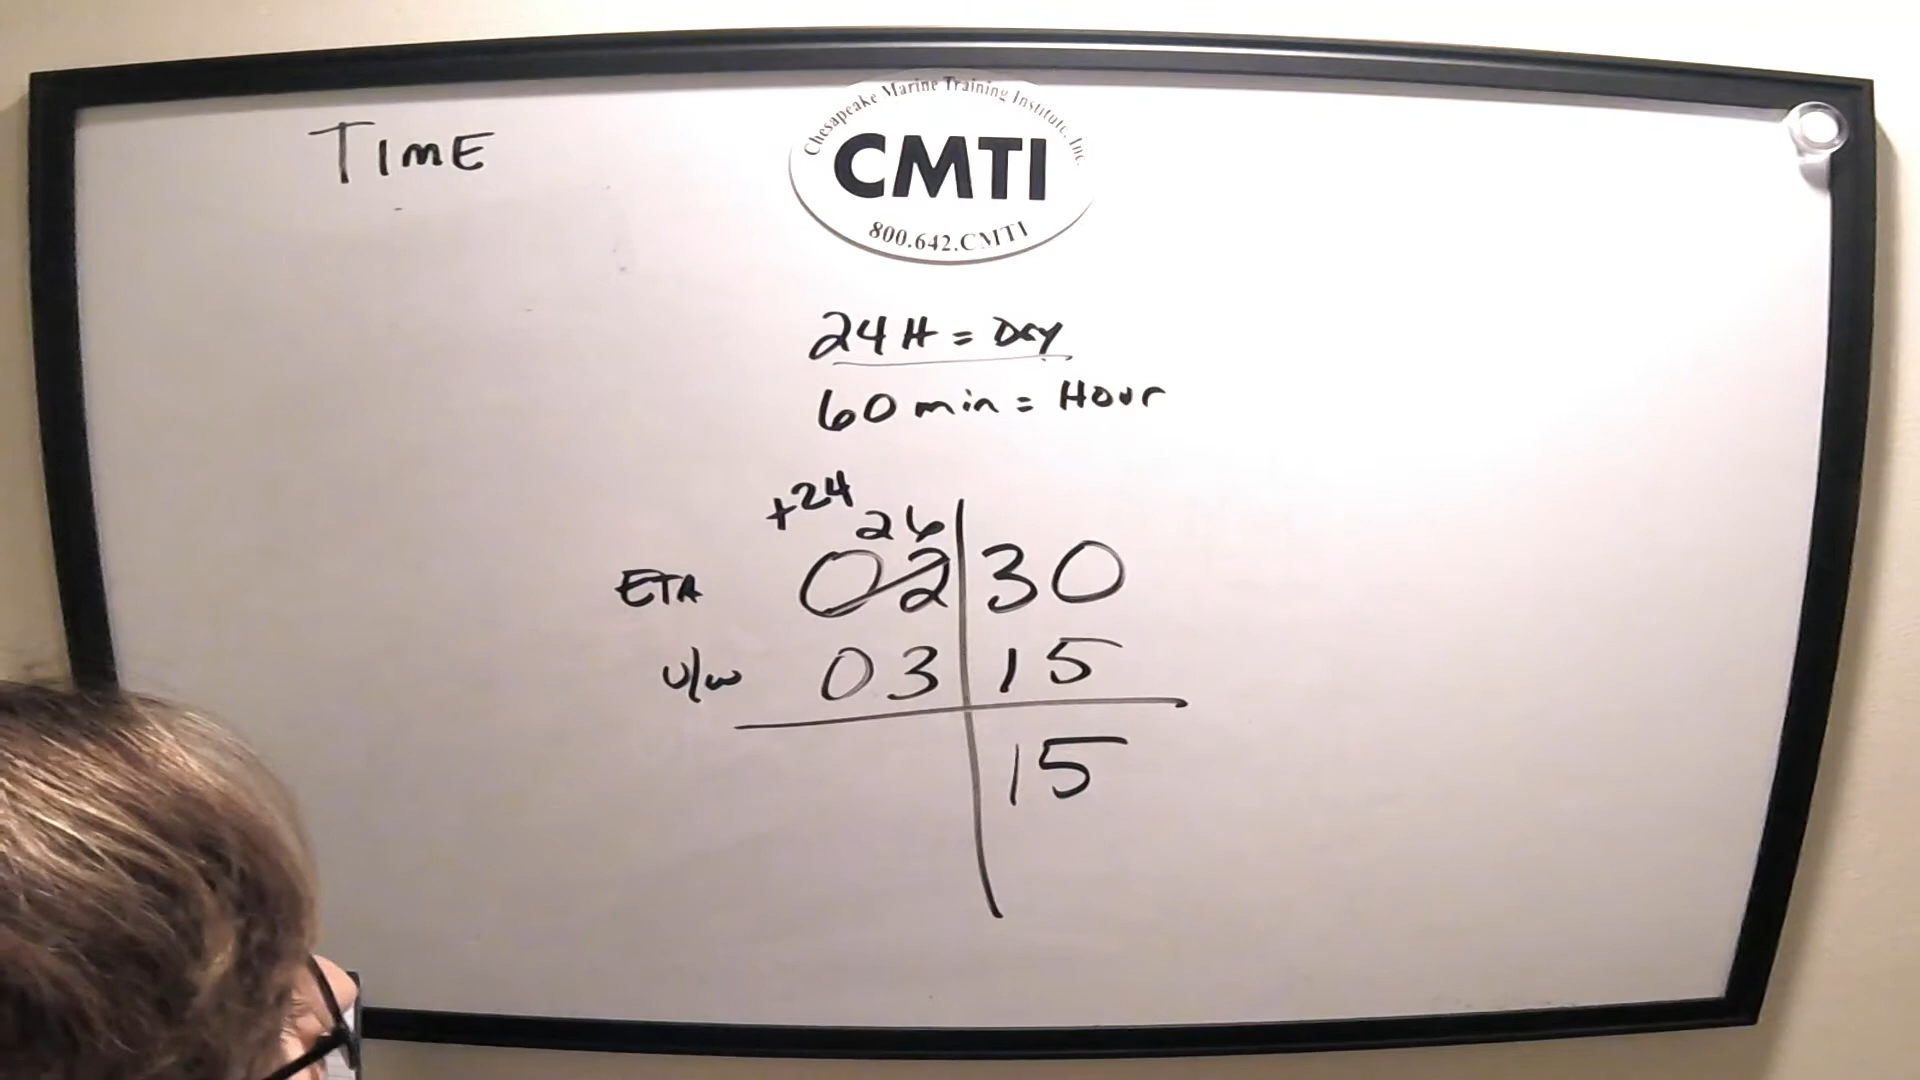 TIME
Chesapeake Marine Training Institute, Inc.
CMTI
800.642.CMTI
24 H = Day
60 min = Hour
+24
26
ETA 02 30
u/w 03 15
15